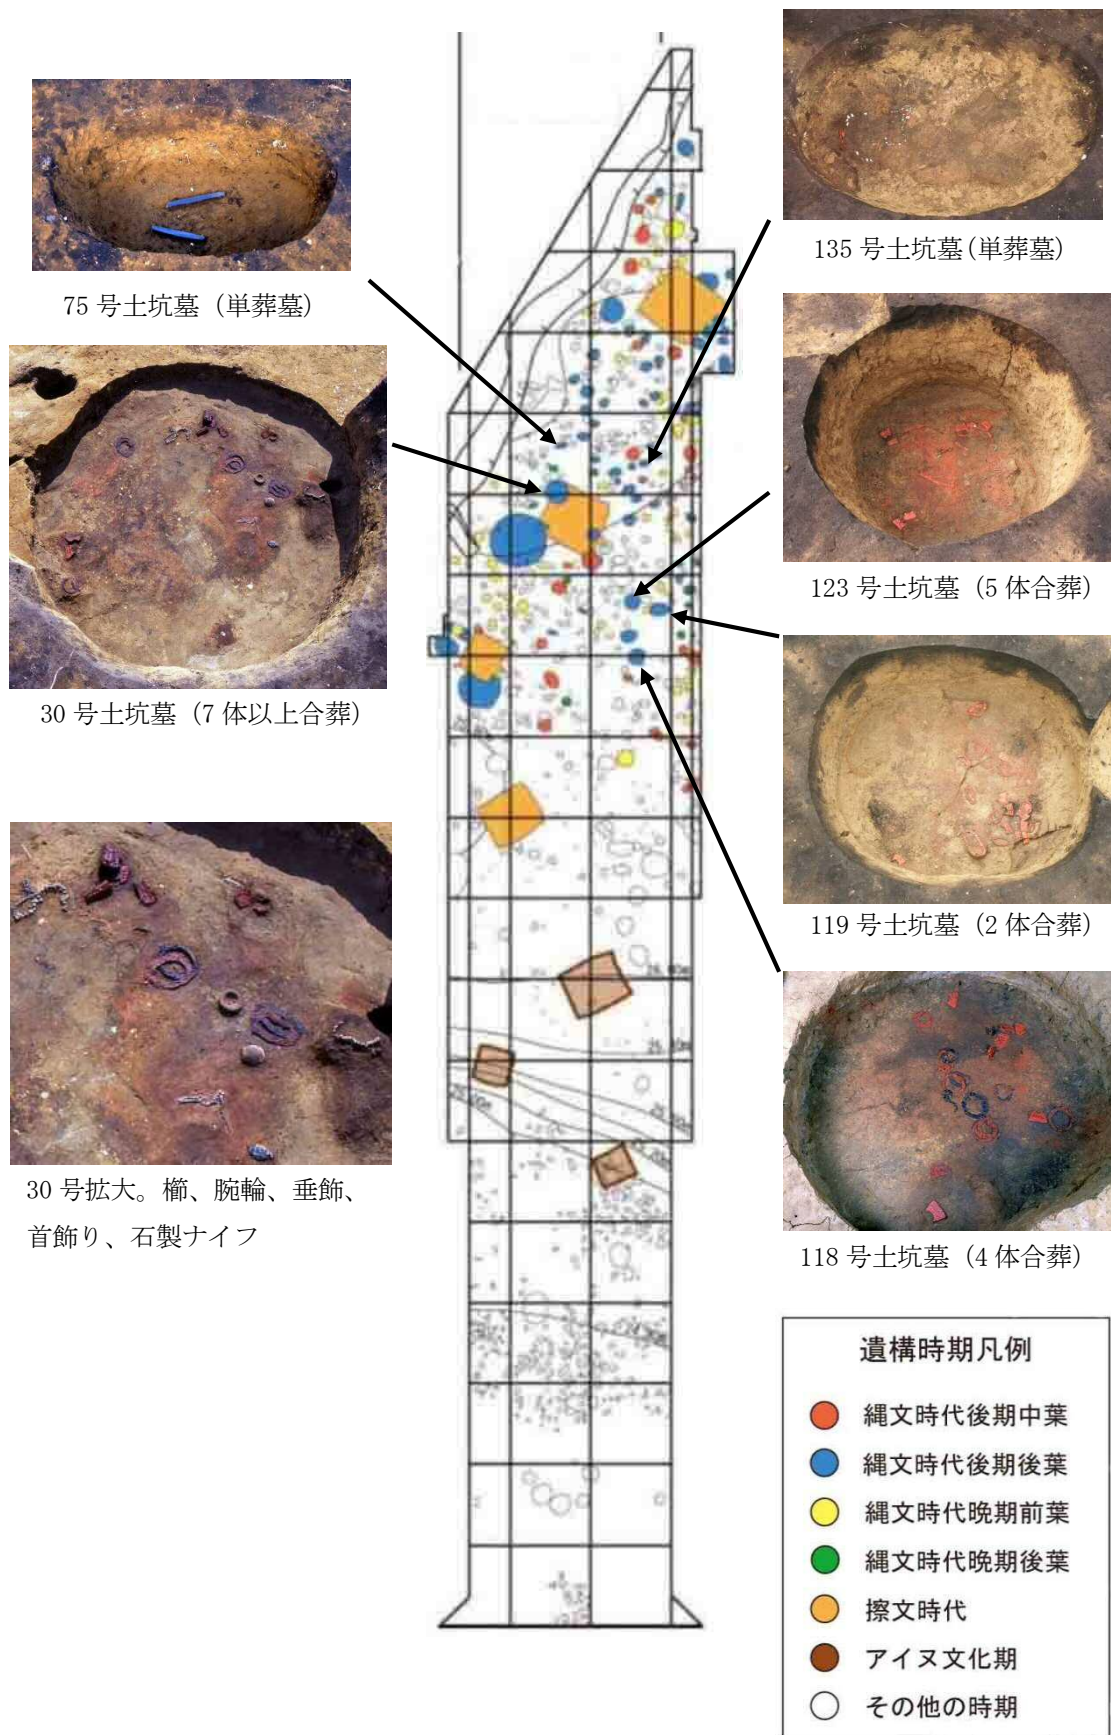 75 号土坑墓（単葬墓）
135 号土坑墓（単葬墓）
30 号土坑墓（7 体以上合葬）
123 号土坑墓（5 体合葬）
119 号土坑墓（2 体合葬）
30 号拡大。櫛、腕輪、垂飾、
首飾り、石製ナイフ
118 号土坑墓（4 体合葬）
遺構時期凡例
縄文時代後期中葉
縄文時代後期後葉
縄文時代晩期前葉
縄文時代晩期後葉
擦文時代
アイヌ文化期
その他の時期